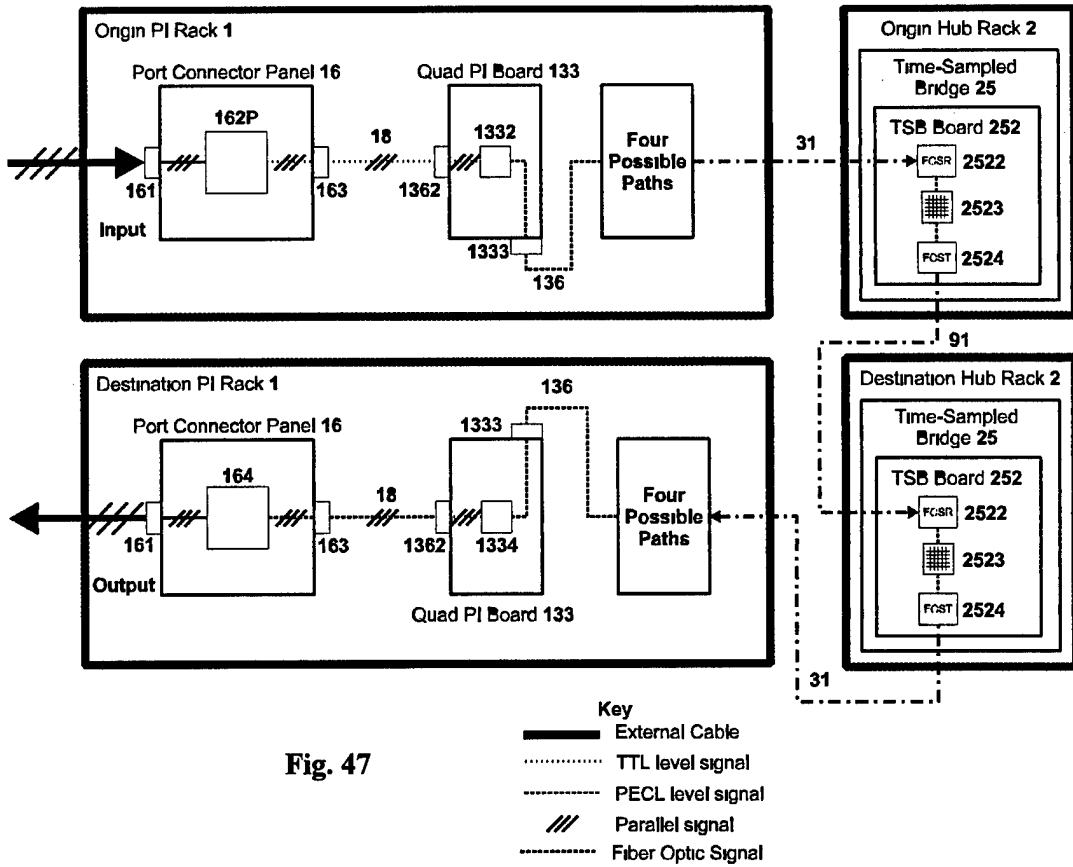 Origin PI Rack 1
Port Connector Panel 16
162P
161
Input
163
18
Quad PI Board 133
1362
1332
1333
136
Four
Possible
Paths
31
Origin Hub Rack 2
Time-Sampled
Bridge 25
TSB Board 252
FOSR
2522
2523
FOST
2524
91
Destination PI Rack 1
Port Connector Panel 16
164
161
Output
163
18
1333
136
1362
1334
Quad PI Board 133
Four
Possible
Paths
31
Destination Hub Rack 2
Time-Sampled
Bridge 25
TSB Board 252
FOSR
2522
2523
FOST
2524
Fig. 47
Key
External Cable
TTL level signal
PECL level signal
Parallel signal
Fiber Optic Signal